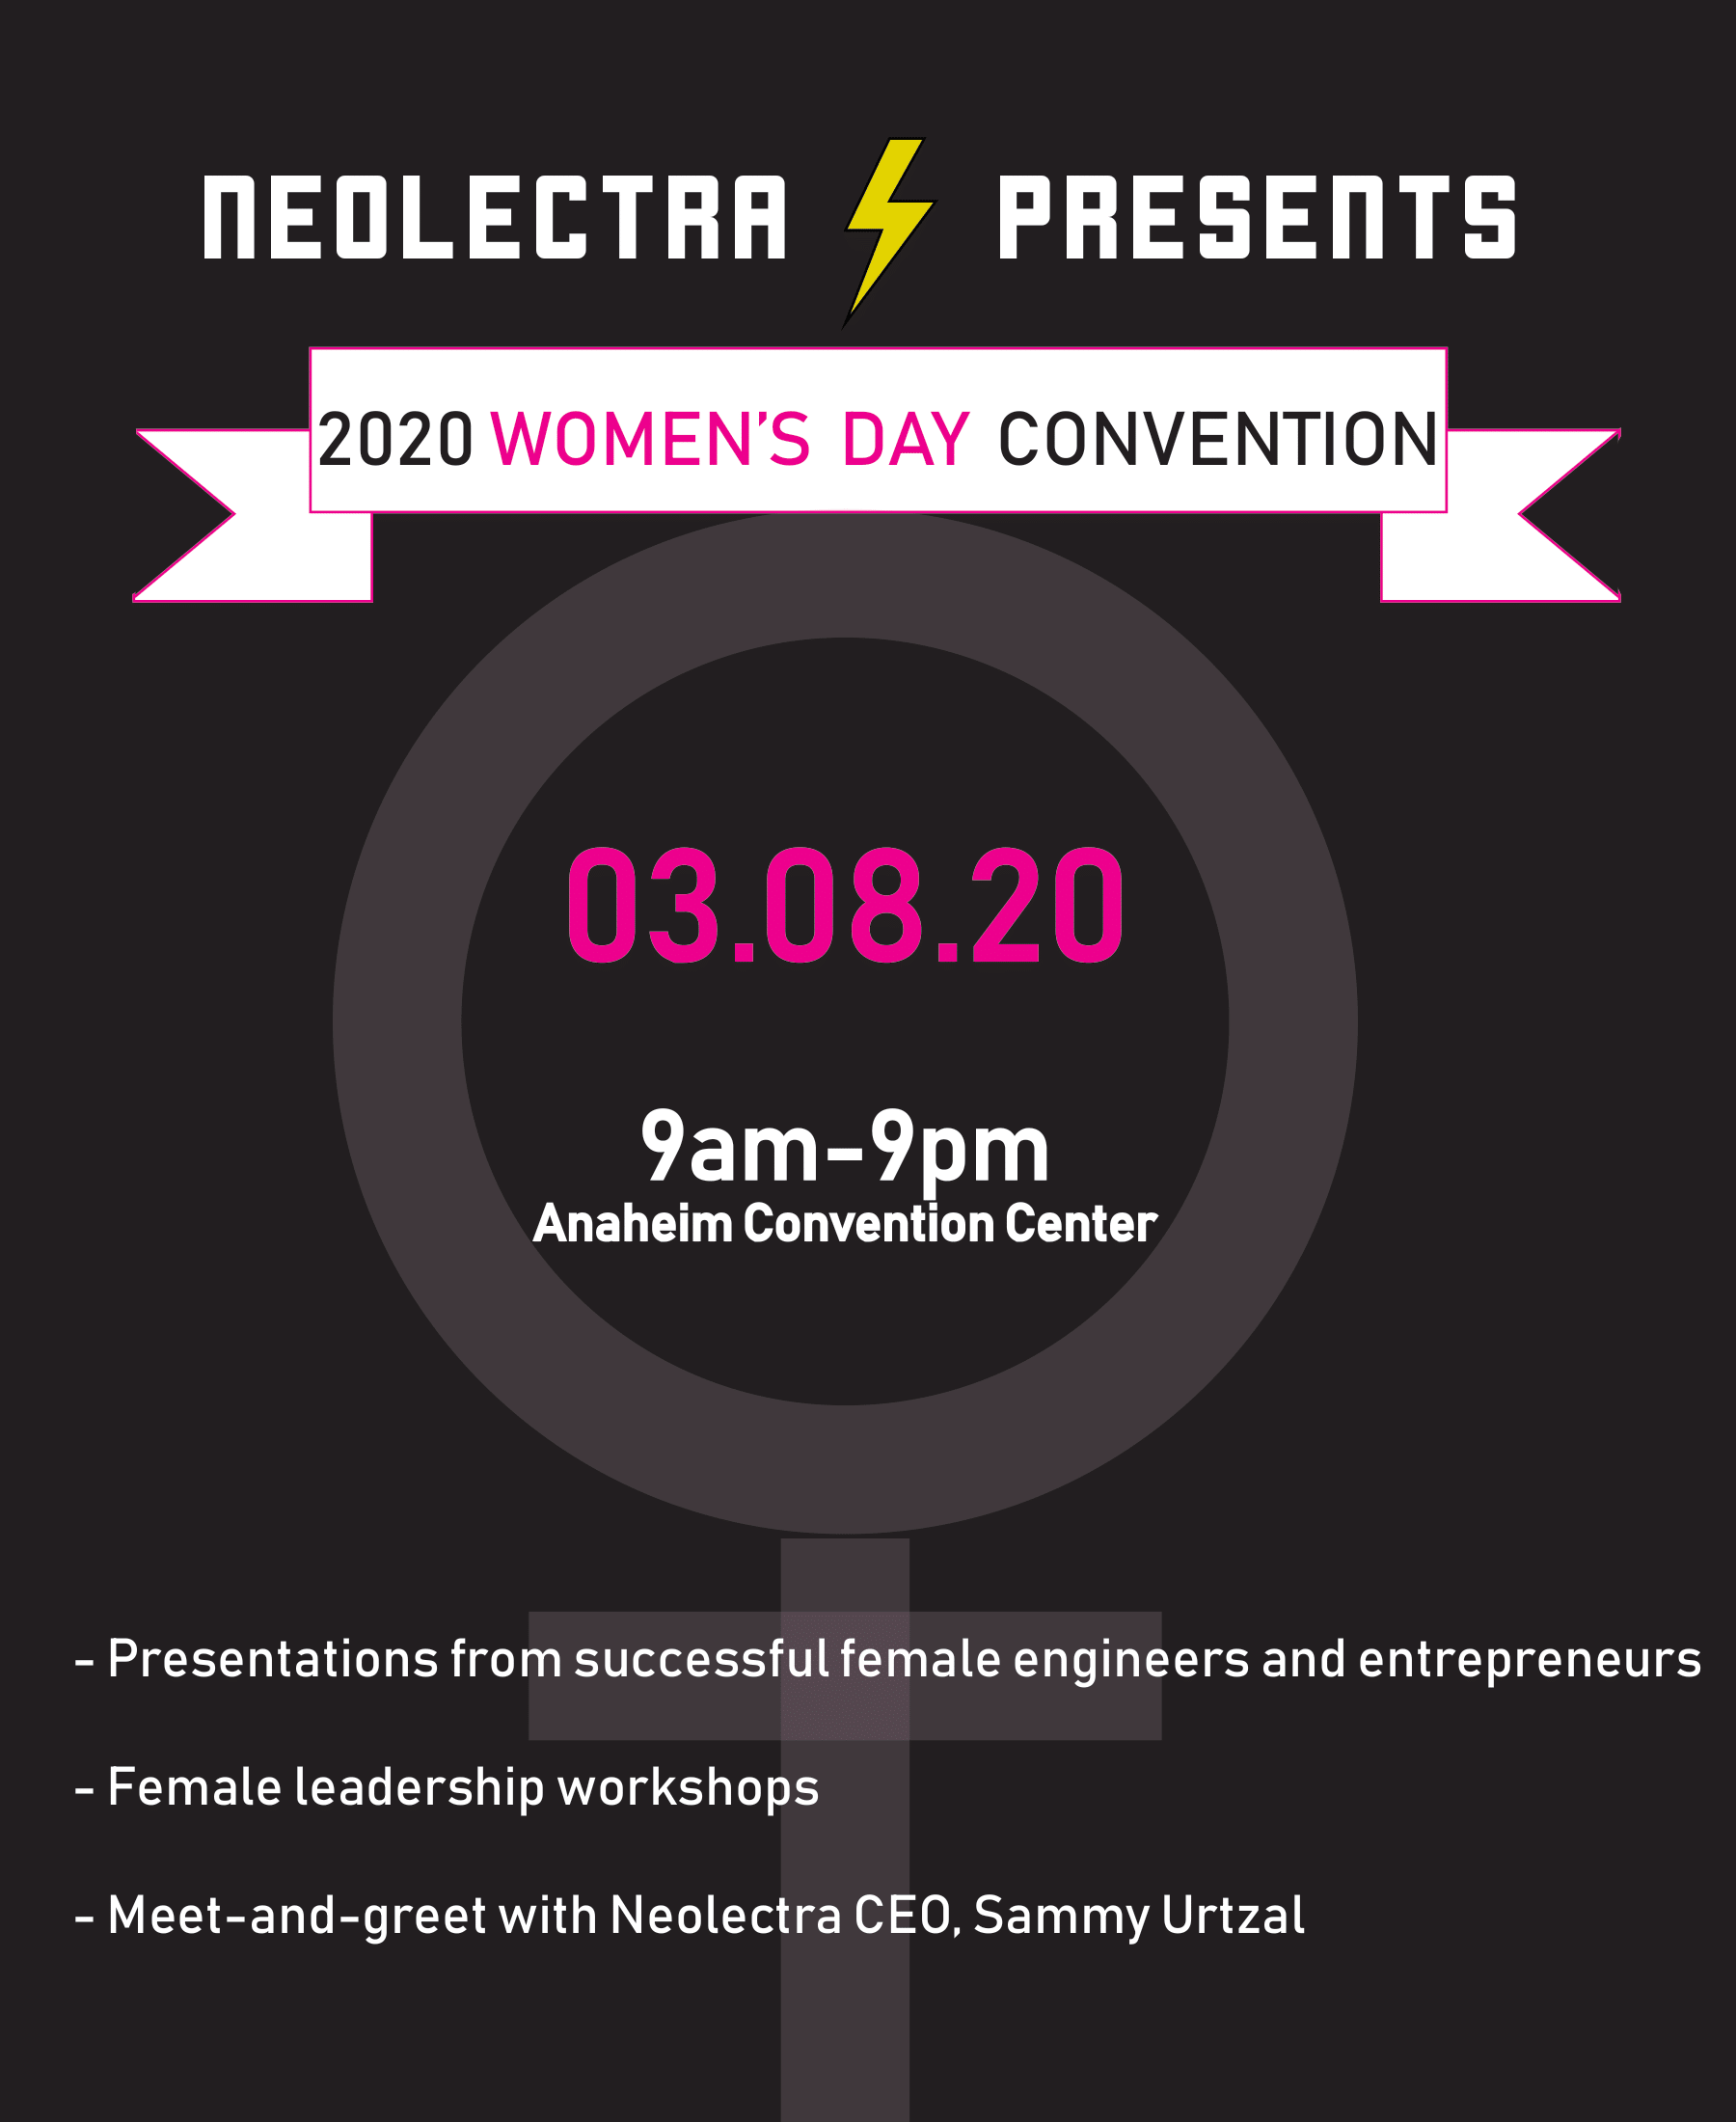 NEOLECTRA PRESENTS
2020 WOMEN'S DAY CONVENTION
03.08.20
9am-9pm
Anaheim Convention Center
- Presentations from successful female engineers and entrepreneurs
- Female leadership workshops
- Meet-and-greet with Neolectra CEO, Sammy Urtzal